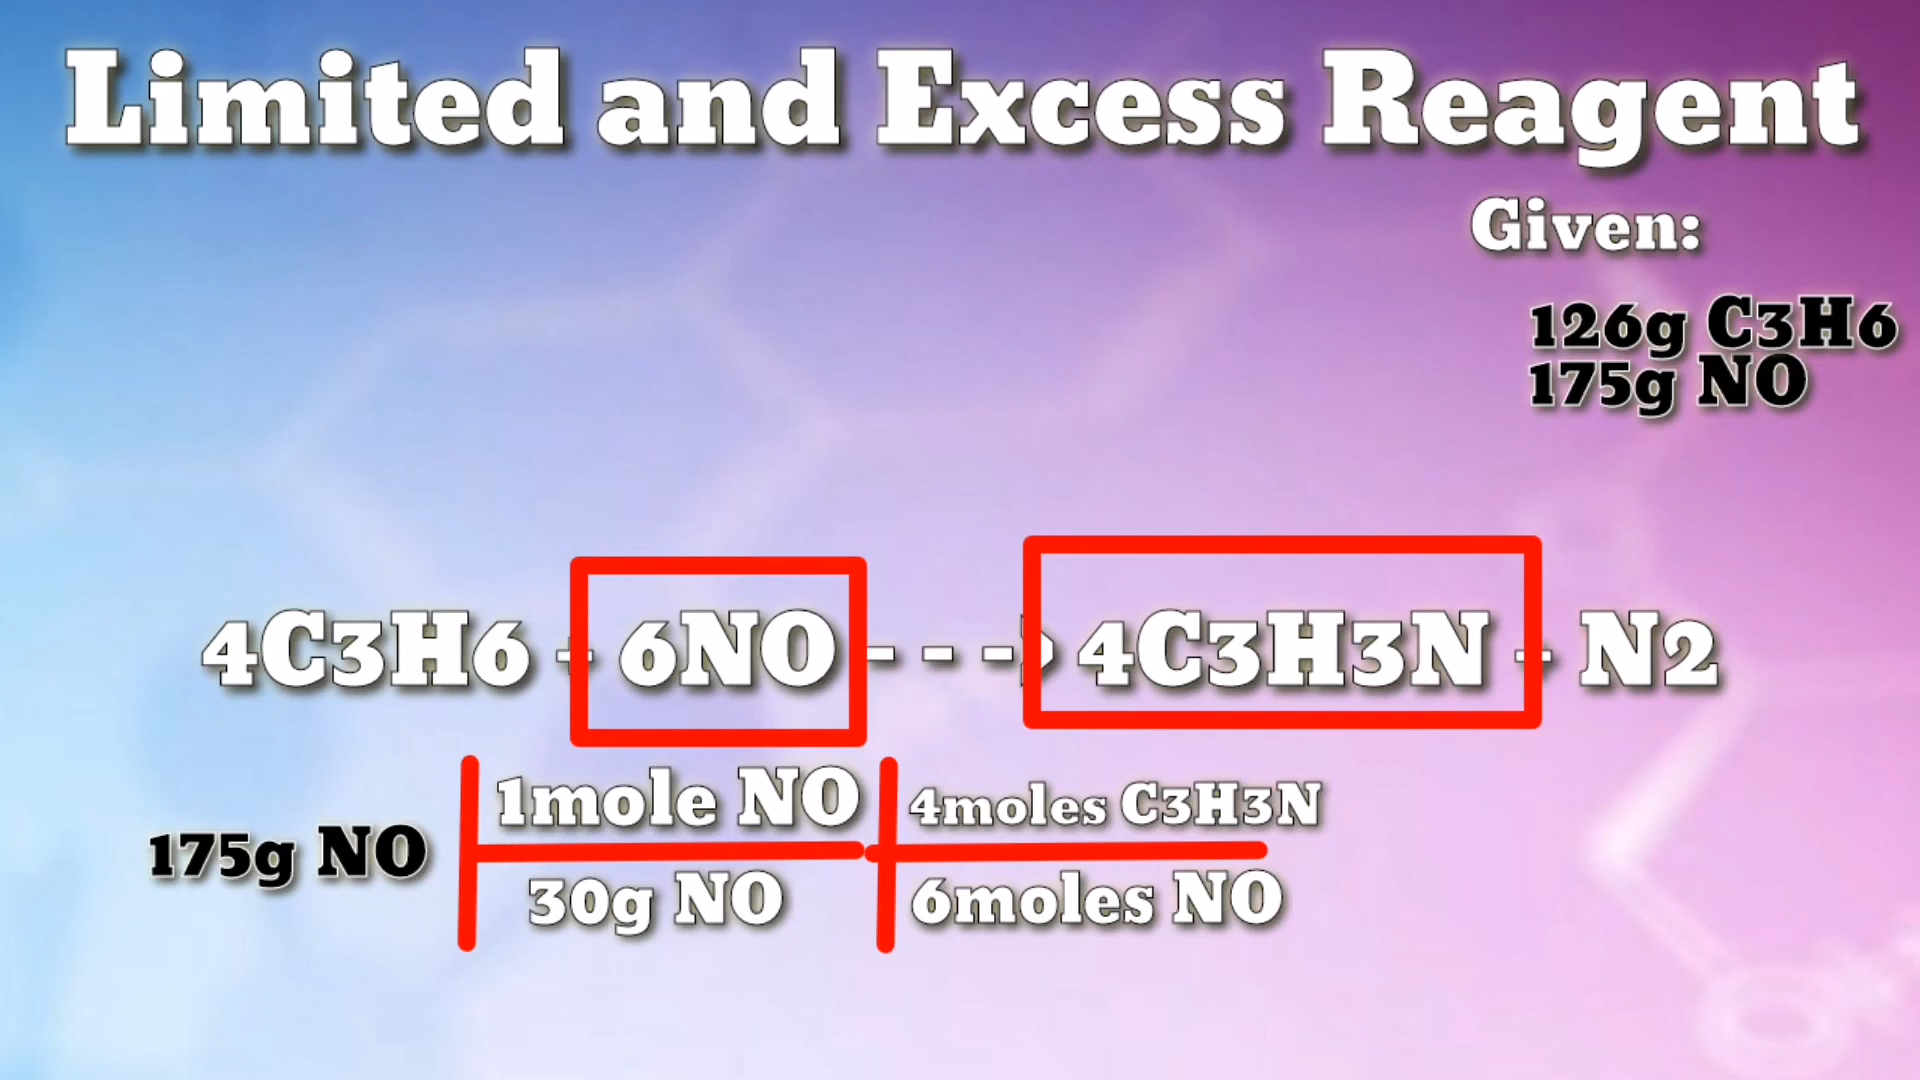 Limited and Excess Reagent
Given:
126g C3H6
175g NO
4C3H6 + 6NO ---> 4C3H3N + N2
1mole NO 4moles C3H3N
175g NO
30g NO 6moles NO